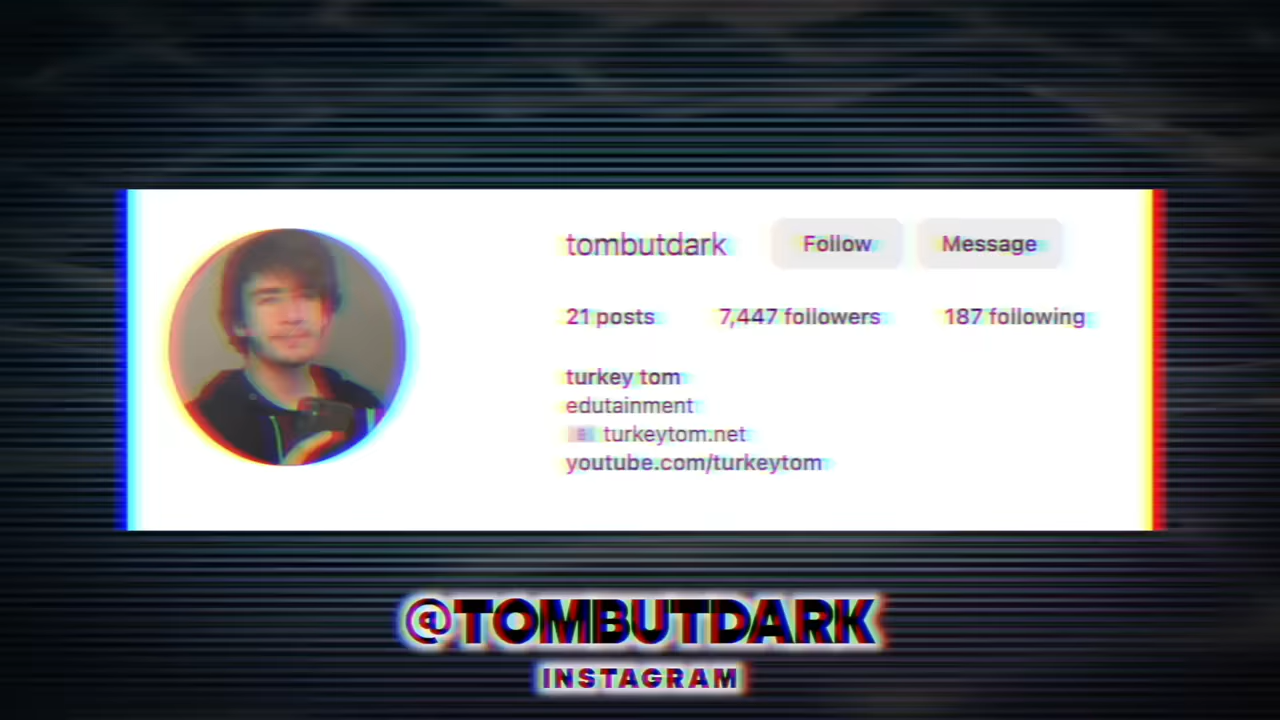 tombutdark Follow Message
21 posts 7,447 followers 187 following
turkey tom
edutainment
turkeytom.net
youtube.com/turkeytom
@TOMBUTDARK
INSTAGRAM